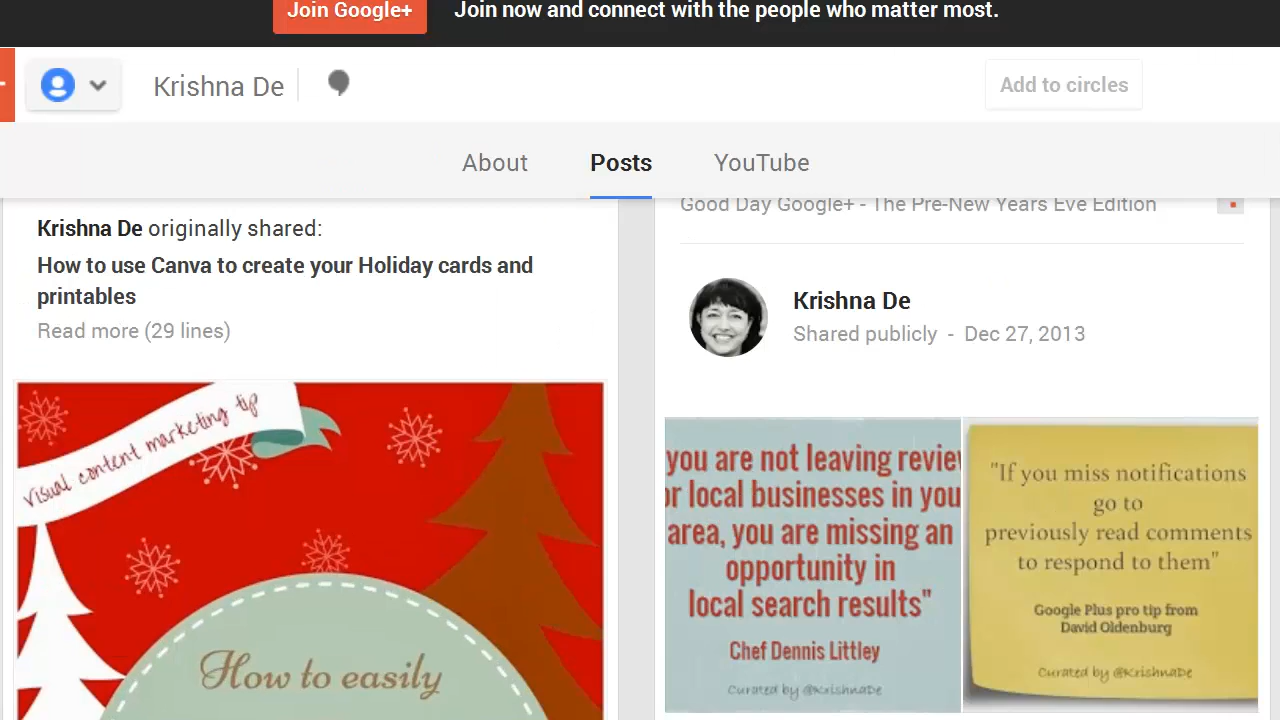 Join Google+
Join now and connect with the people who matter most.
Krishna De
Add to circles
About
Posts
YouTube
Krishna De originally shared:
How to use Canva to create your Holiday cards and
printables
Read more (29 lines)
visual content marketing tip
How to easily
Good Day Google+ - The Pre-New Years Eve Edition
Krishna De
Shared publicly - Dec 27, 2013
you are not leaving review
or local businesses in you
area, you are missing an
opportunity in
local search results"
Chef Dennis Littley
Curated by @KrishnaDe
"If you miss notifications
go to
previously read comments
to respond to them"
Google Plus pro tip from
David Oldenburg
Curated by @KrishnaDe